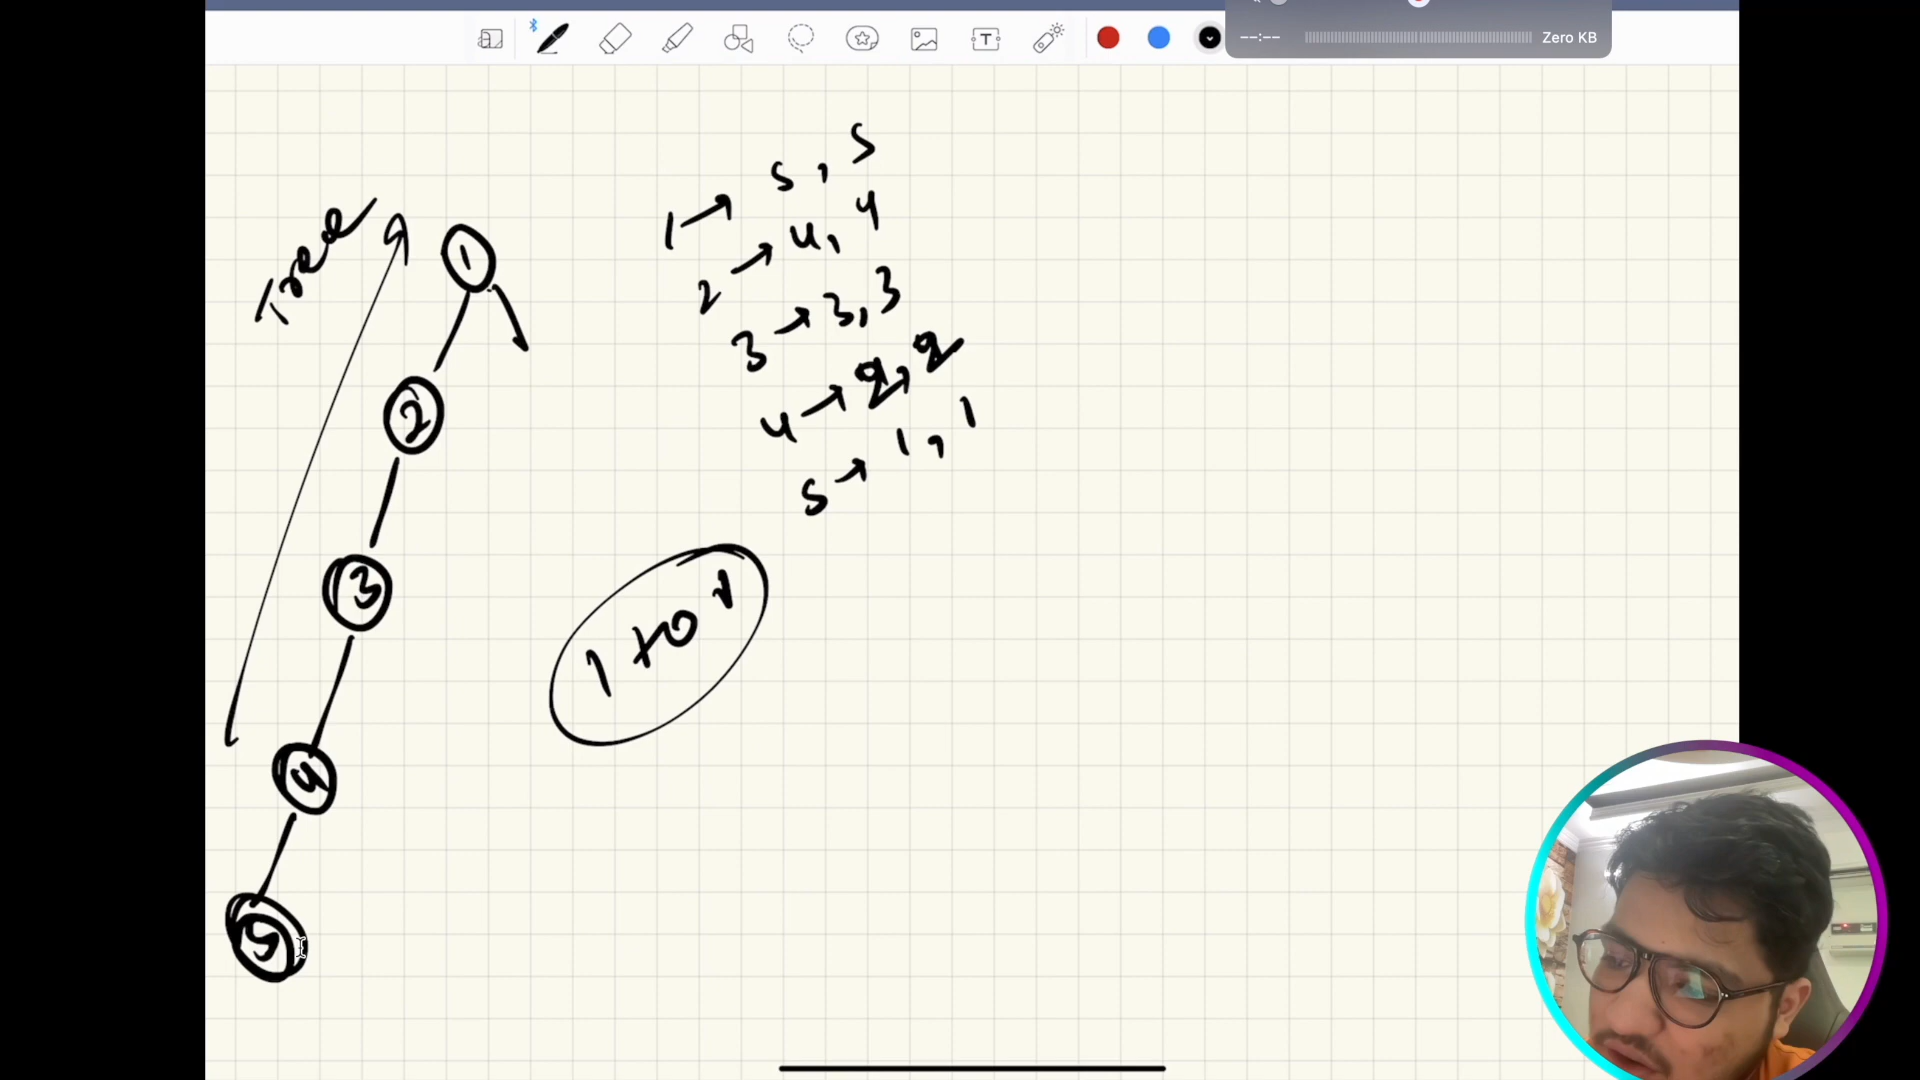 --:--
Zero KB
T
Tree
1
2
3
4
5
1 → 5, 5
2 → 4, 4
3 → 3, 3
4 → 2, 2
5 → 1, 1
1 to r